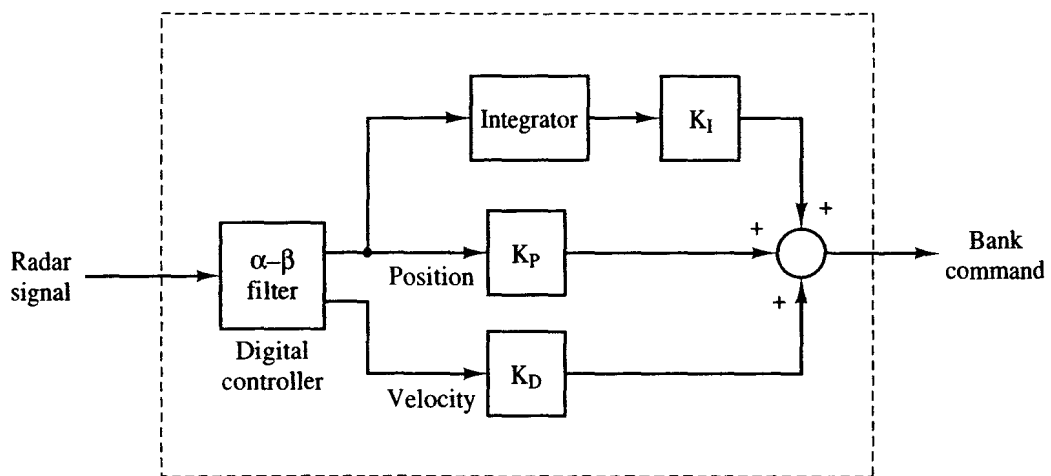 Integrator
K_I
+
+
Radar
signal
α–β
filter
Position
K_P
Bank
command
+
Digital
controller
Velocity
K_D